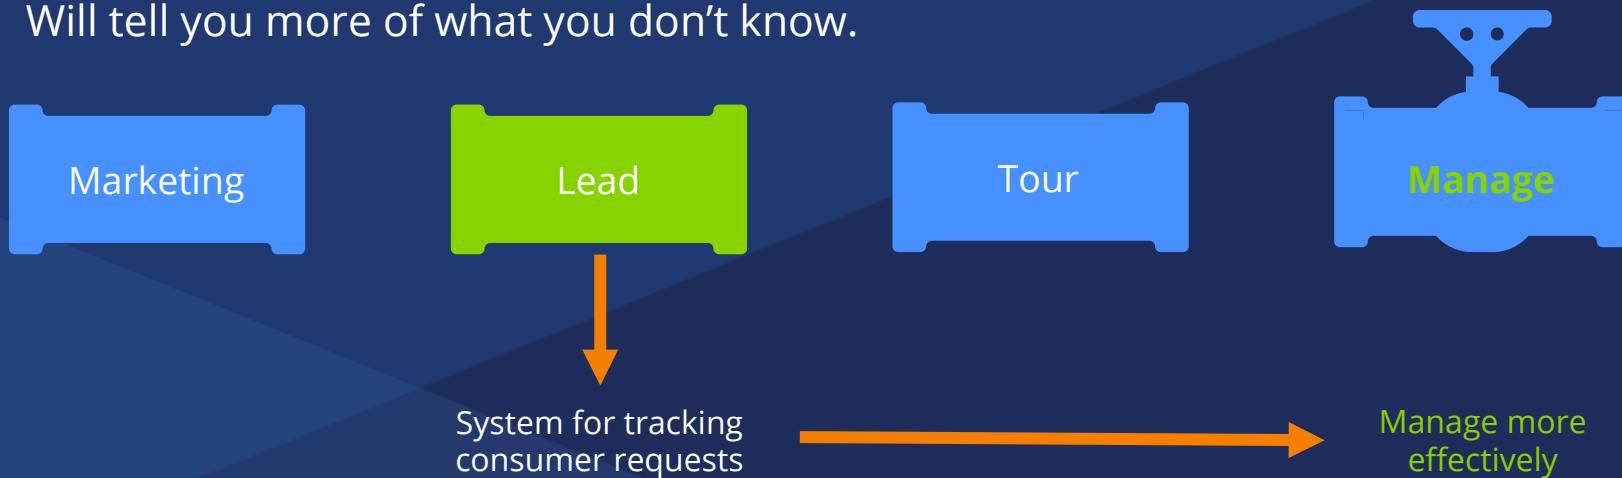 Will tell you more of what you don’t know.
Marketing
Lead
Tour
Manage
System for tracking
consumer requests
Manage more
effectively